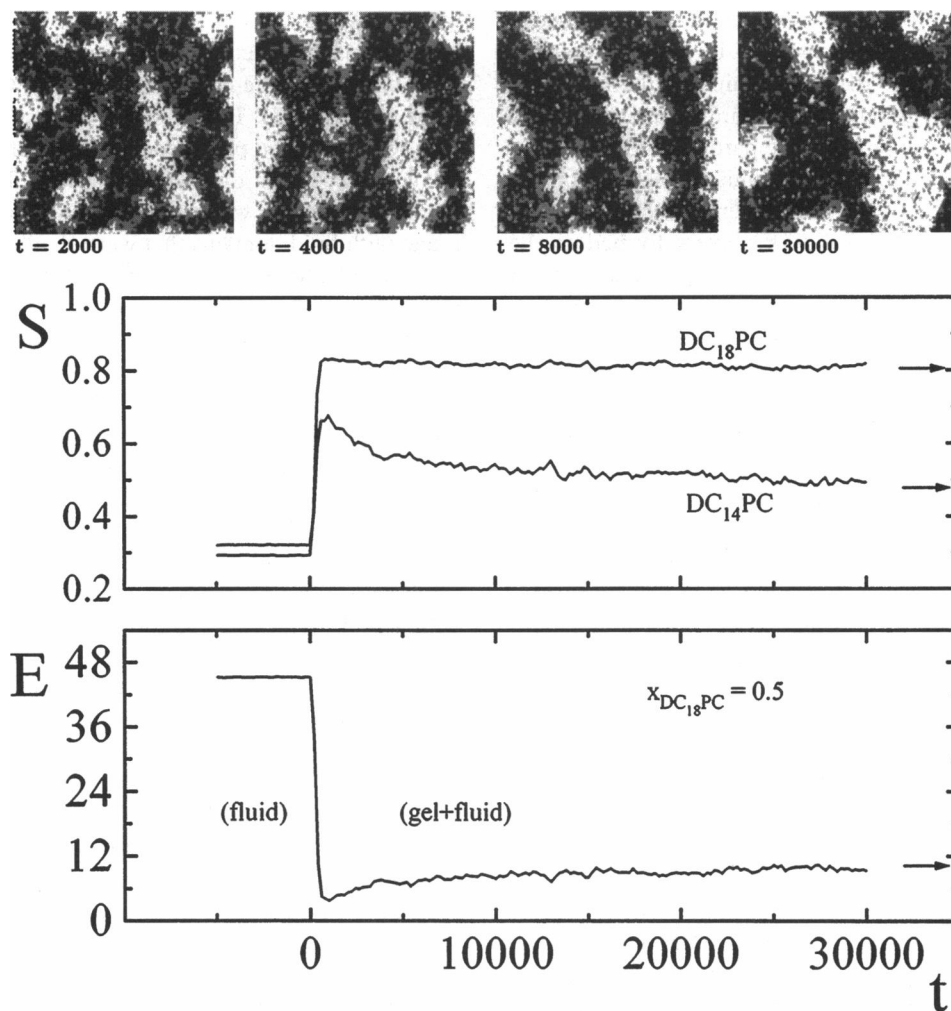 t = 2000
t = 4000
t = 8000
t = 30000
S
1.0
0.8
0.6
0.4
0.2
DC₁₈PC
DC₁₄PC
E
48
36
24
12
0
x_DC₁₈PC = 0.5
(fluid)
(gel+fluid)
0
10000
20000
30000
t